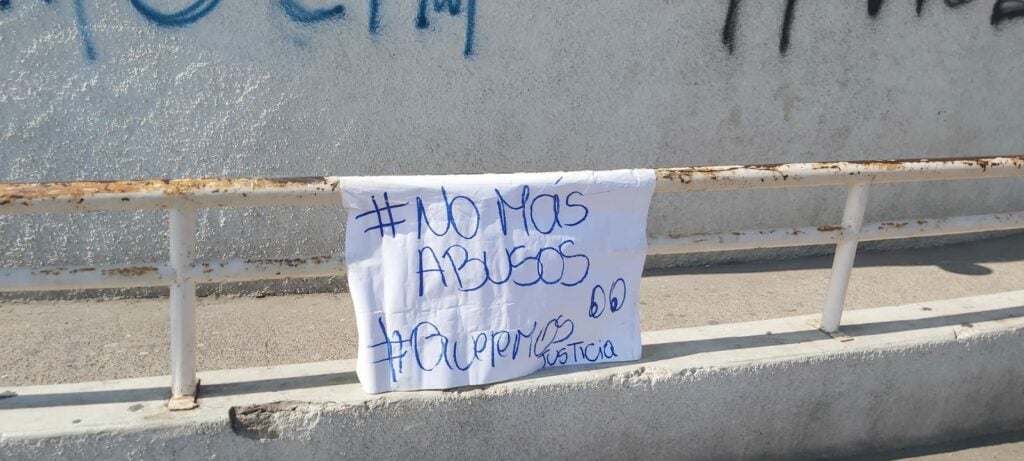 #NO MáS
ABUSOS
#Queremos
JUSTICIA